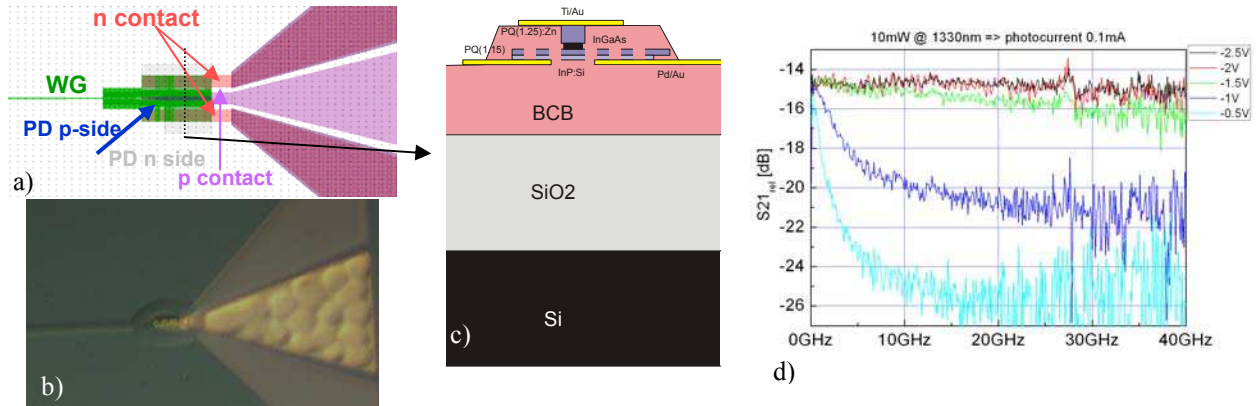 a)
n contact
WG
PD p-side
PD n side
p contact
b)
Ti/Au
PQ(1.25):Zn
PQ(1.15)
InGaAs
InP:Si
Pd/Au
BCB
SiO2
Si
c)
10mW @ 1330nm => photocurrent 0.1mA
-2.5V
-2V
-1.5V
-1V
-0.5V
S21rel [dB]
-14
-16
-18
-20
-22
-24
-26
0GHz
10GHz
20GHz
30GHz
40GHz
d)